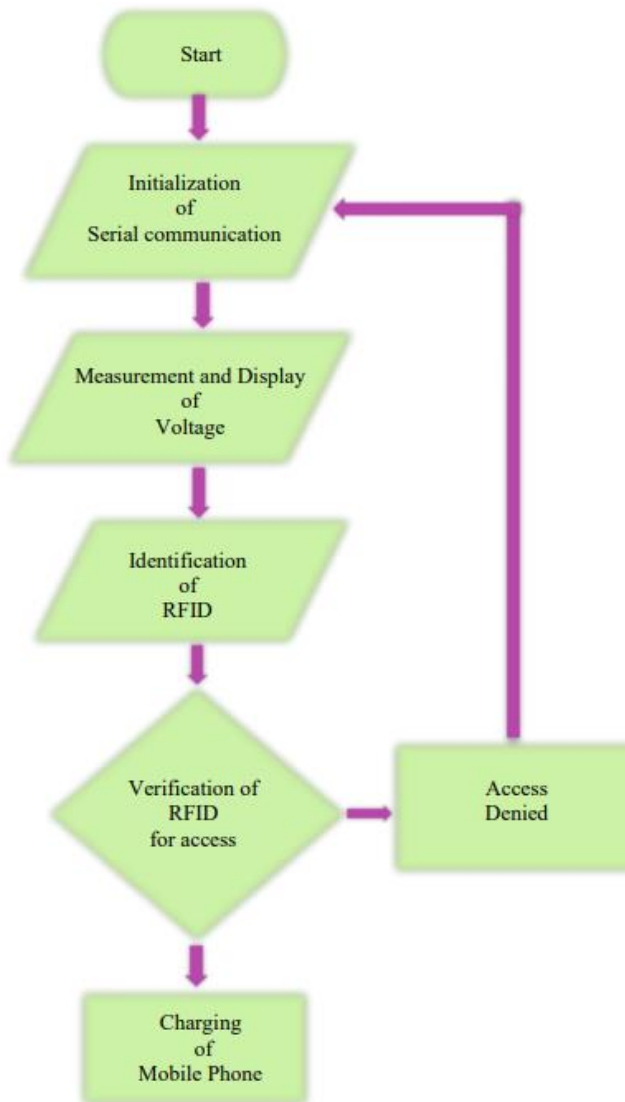 Start
Initialization
of
Serial communication
Measurement and Display
of
Voltage
Identification
of
RFID
Verification of
RFID
for access
Access
Denied
Charging
of
Mobile Phone